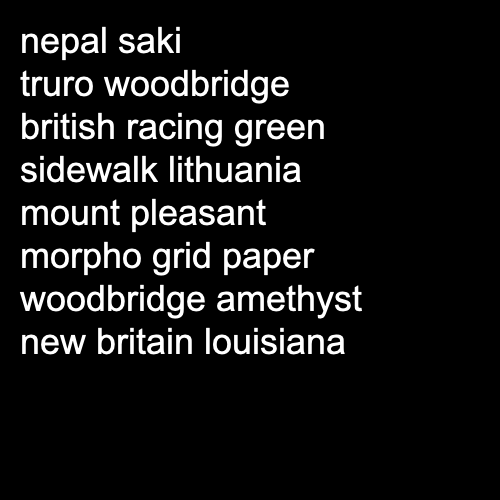 nepal saki
truro woodbridge
british racing green
sidewalk lithuania
mount pleasant
morpho grid paper
woodbridge amethyst
new britain louisiana